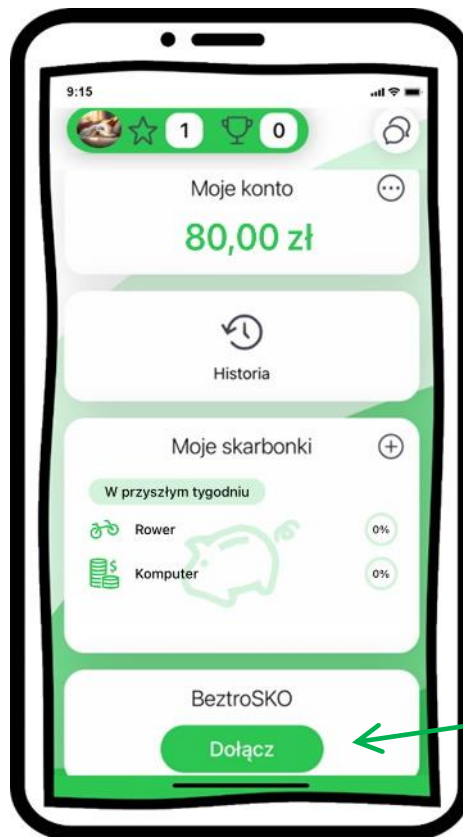 9:15
1
0
Moje konto
80,00 zł
Historia
Moje skarbonki
W przyszłym tygodniu
Rower
0%
$
Komputer
0%
BeztroSKO
Dołącz